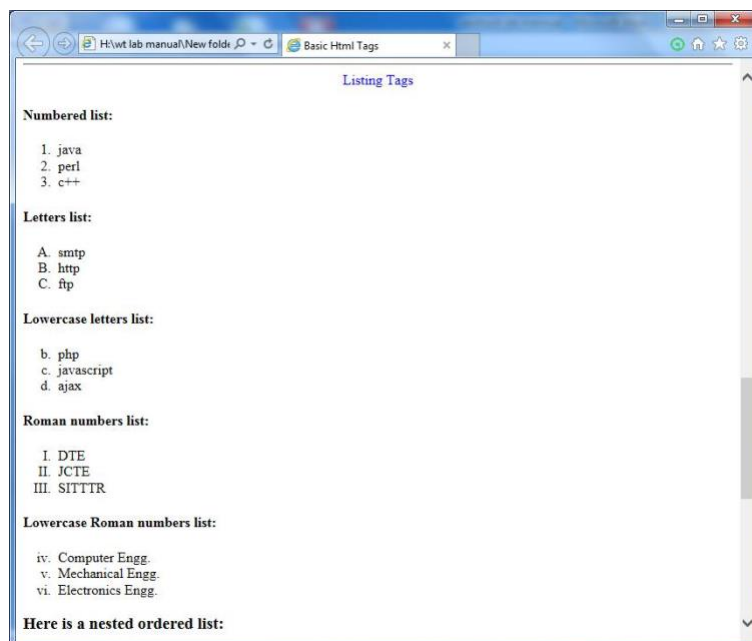 H:\wt lab manual\New folde
Basic Html Tags
Listing Tags
Numbered list:
1. java
2. perl
3. c++
Letters list:
A. smtp
B. http
C. ftp
Lowercase letters list:
b. php
c. javascript
d. ajax
Roman numbers list:
I. DTE
II. JCTE
III. SITTTR
Lowercase Roman numbers list:
iv. Computer Engg.
v. Mechanical Engg.
vi. Electronics Engg.
Here is a nested ordered list: